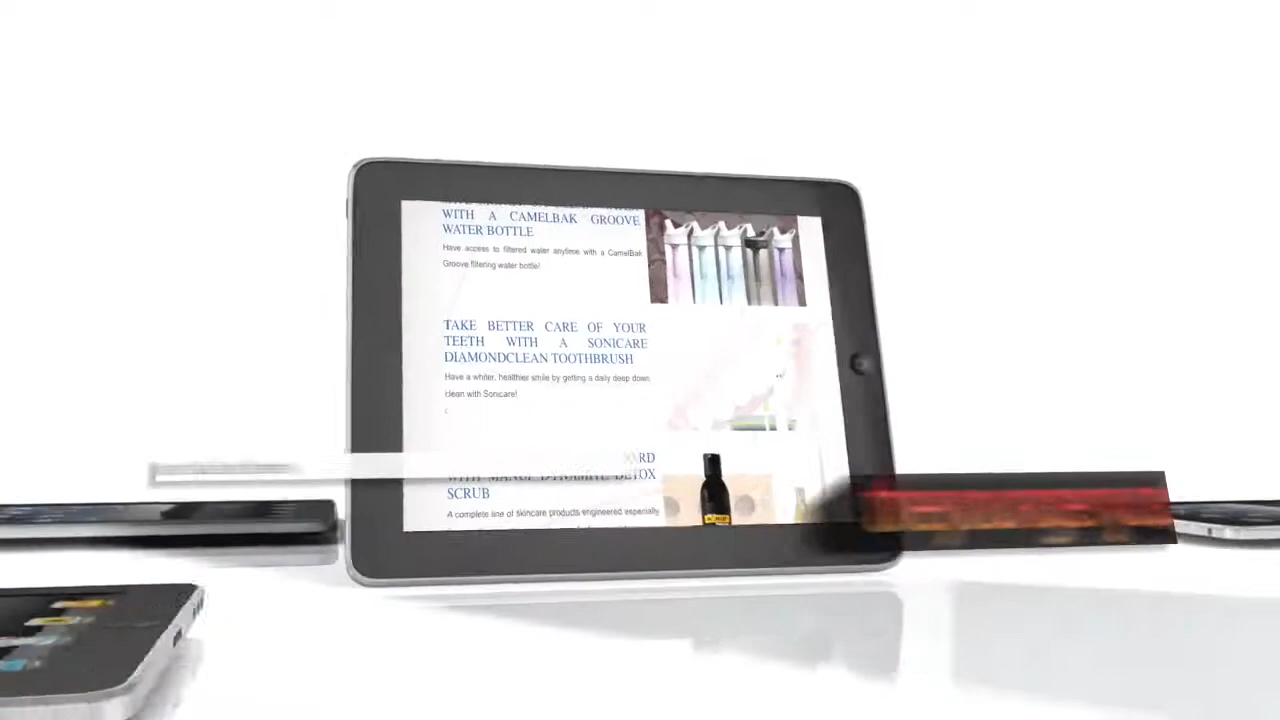 WITH A CAMELBAK GROOVE
WATER BOTTLE
Have access to filtered water anytime with a CamelBak
Groove filtering water bottle!
TAKE BETTER CARE OF YOUR
TEETH WITH A SONICARE
DIAMONDCLEAN TOOTHBRUSH
Have a whiter, healthier smile by getting a daily deep down
clean with Sonicare!
DETOX
SCRUB
A complete line of skincare products engineered especially